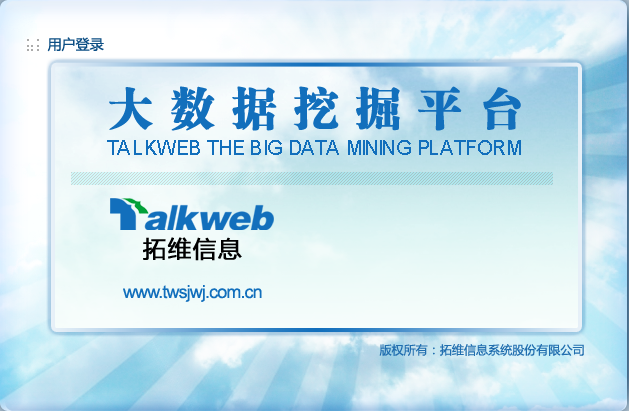 用户登录
大数据挖掘平台
TALKWEB THE BIG DATA MINING PLATFORM
Talkweb
拓维信息
www.twsjwj.com.cn
版权所有：拓维信息系统股份有限公司